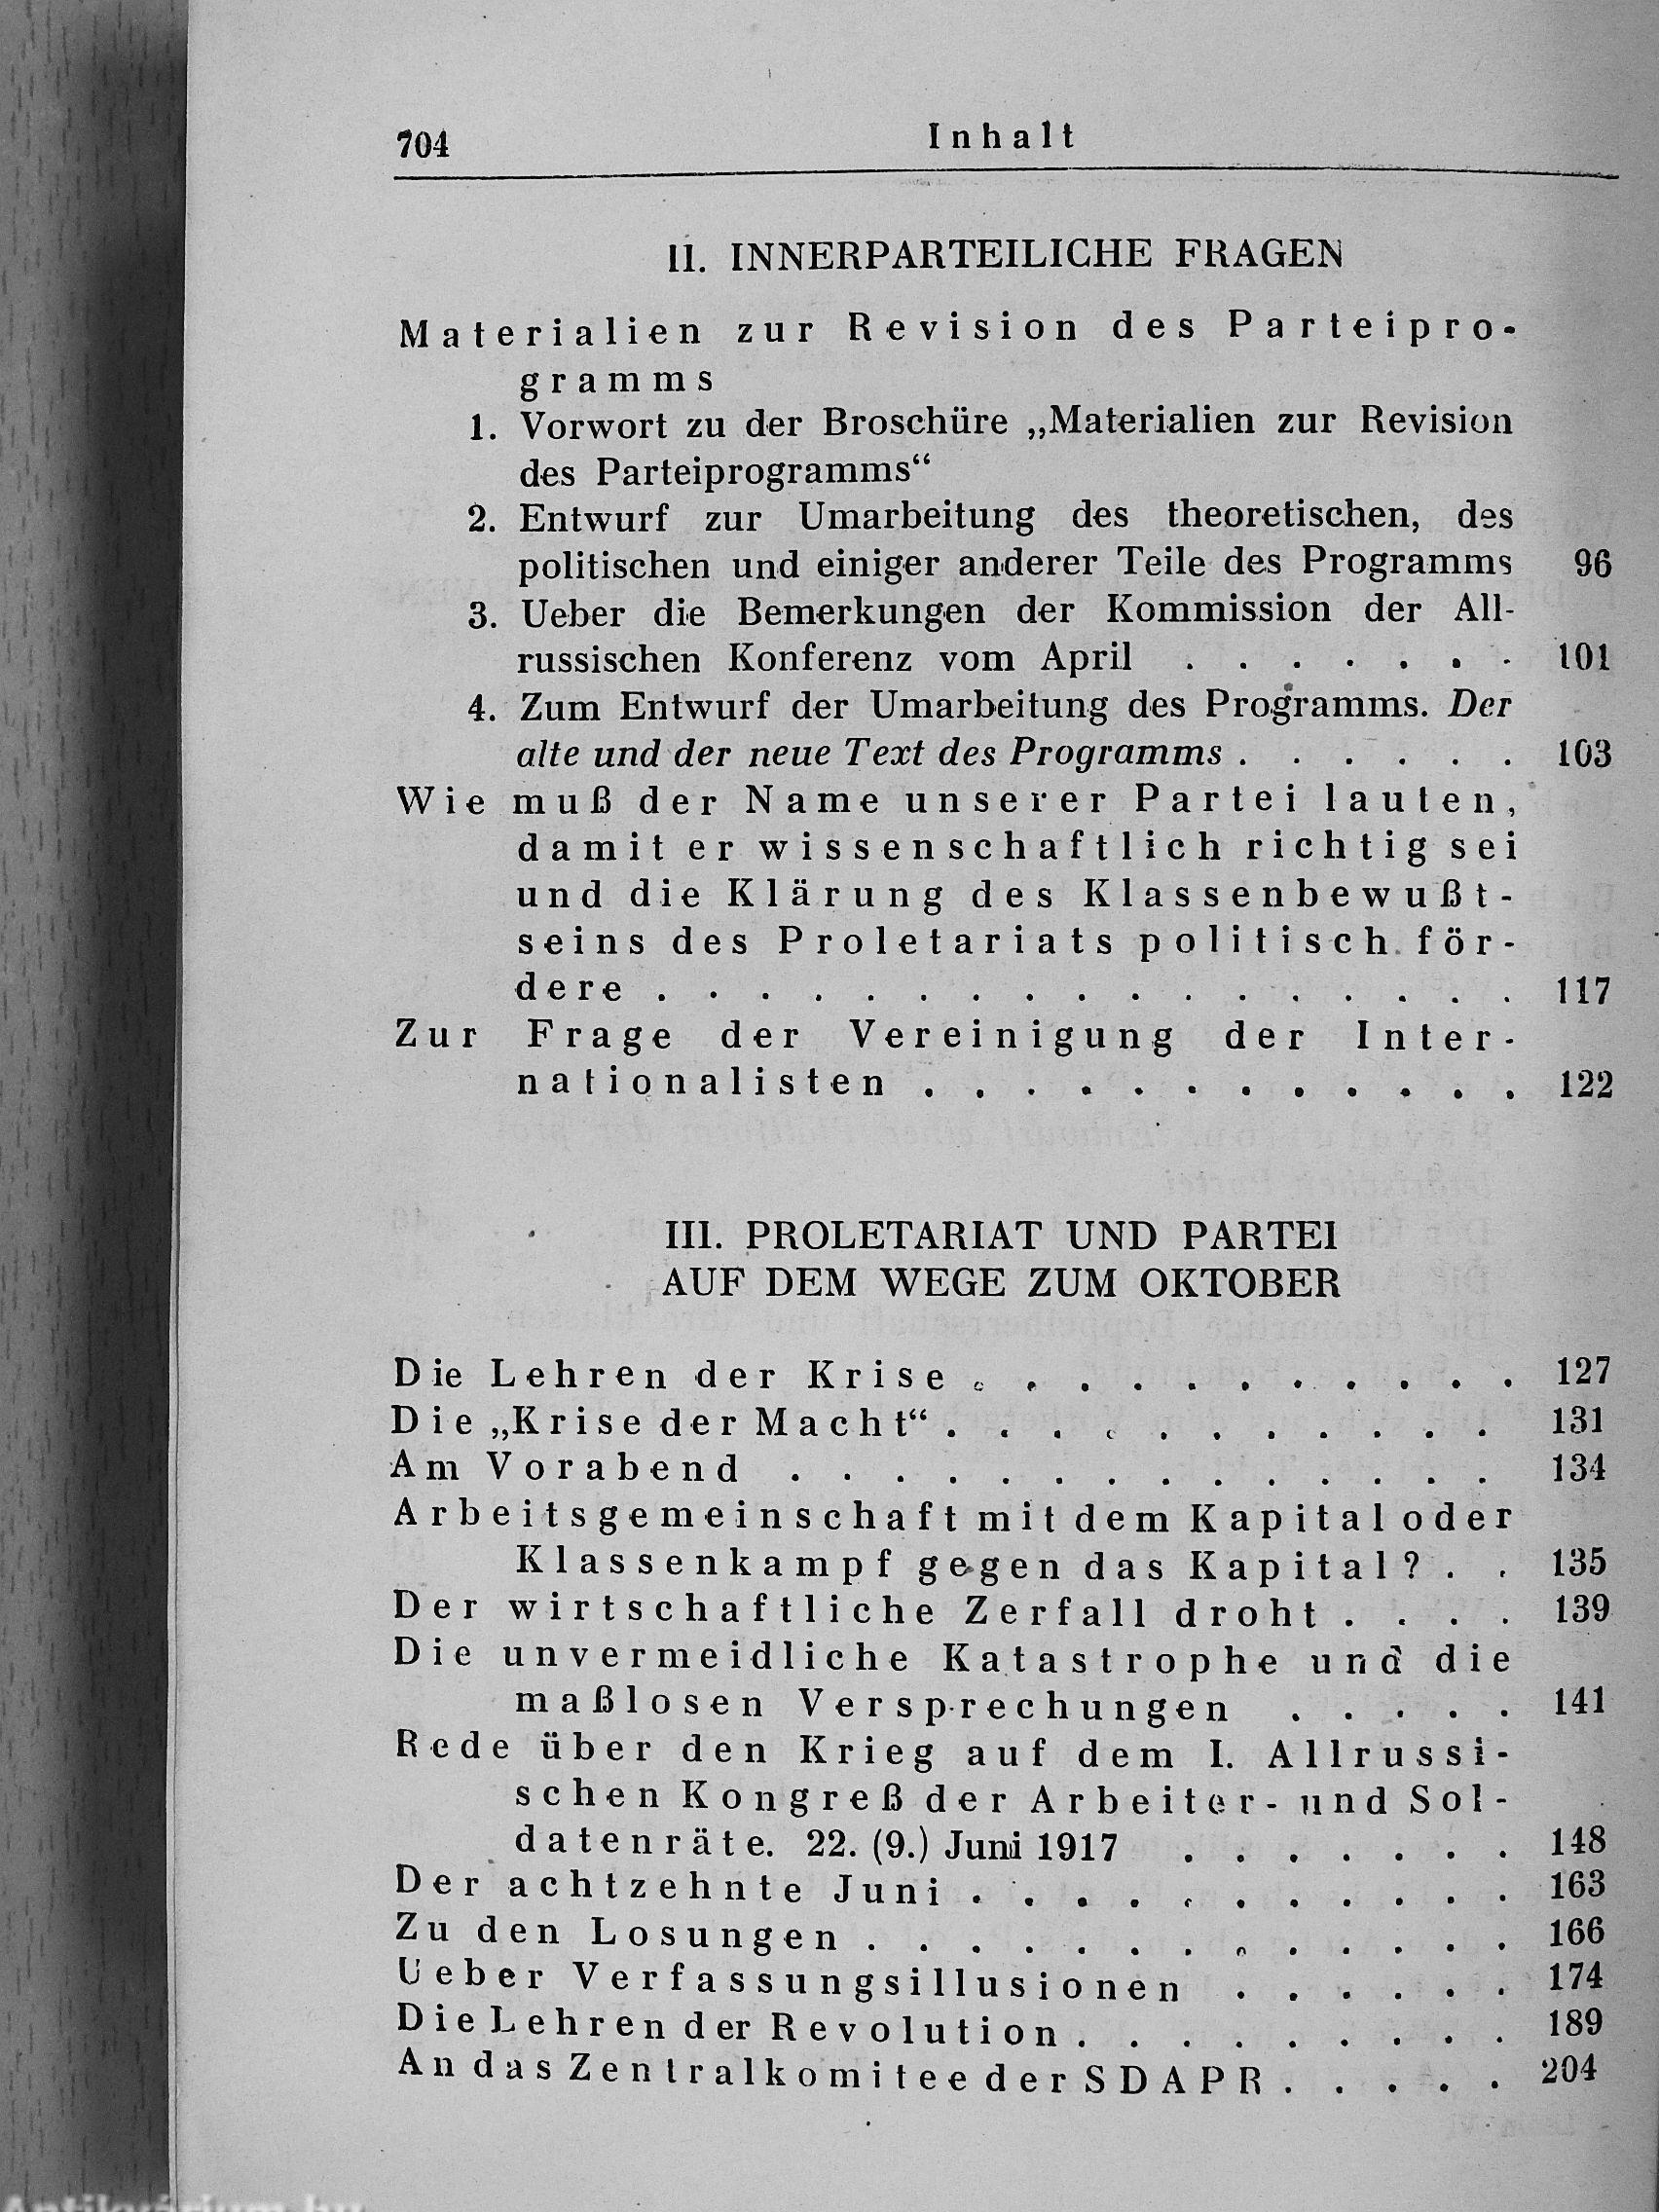 704 Inhalt
II. INNERPARTEILICHE FRAGEN
Materialien zur Revision des Parteipro-
gramms
1. Vorwort zu der Broschüre „Materialien zur Revision
des Parteiprogramms“
2. Entwurf zur Umarbeitung des theoretischen, des
politischen und einiger anderer Teile des Programms 96
3. Ueber die Bemerkungen der Kommission der All-
russischen Konferenz vom April . . . . . . . 101
4. Zum Entwurf der Umarbeitung des Programms. Der
alte und der neue Text des Programms . . . . . . 103
Wie muß der Name unserer Partei lauten,
damit er wissenschaftlich richtig sei
und die Klärung des Klassenbewußt-
seins des Proletariats politisch för-
dere . . . . . . . . . . . . . . . . . 117
Zur Frage der Vereinigung der Inter-
nationalisten . . . . . . . . . . . . 122
III. PROLETARIAT UND PARTEI
AUF DEM WEGE ZUM OKTOBER
Die Lehren der Krise . . . . . . . . . . . 127
Die „Krise der Macht“ . . . . . . . . . . . 131
Am Vorabend . . . . . . . . . . . . . . 134
Arbeitsgemeinschaft mit dem Kapital oder
Klassenkampf gegen das Kapital? . . 135
Der wirtschaftliche Zerfall droht . . . . 139
Die unvermeidliche Katastrophe und die
maßlosen Versprechungen . . . . . 141
Rede über den Krieg auf dem I. Allrussi-
schen Kongreß der Arbeiter- und Sol-
datenräte. 22. (9.) Juni 1917 . . . . . . . 148
Der achtzehnte Juni . . . . . . . . . . . 163
Zu den Losungen . . . . . . . . . . . . . 166
Ueber Verfassungsillusionen . . . . . . 174
Die Lehren der Revolution . . . . . . . . . 189
An das Zentralkomitee der SDAPR . . . . . 204
Antikvárium.hu